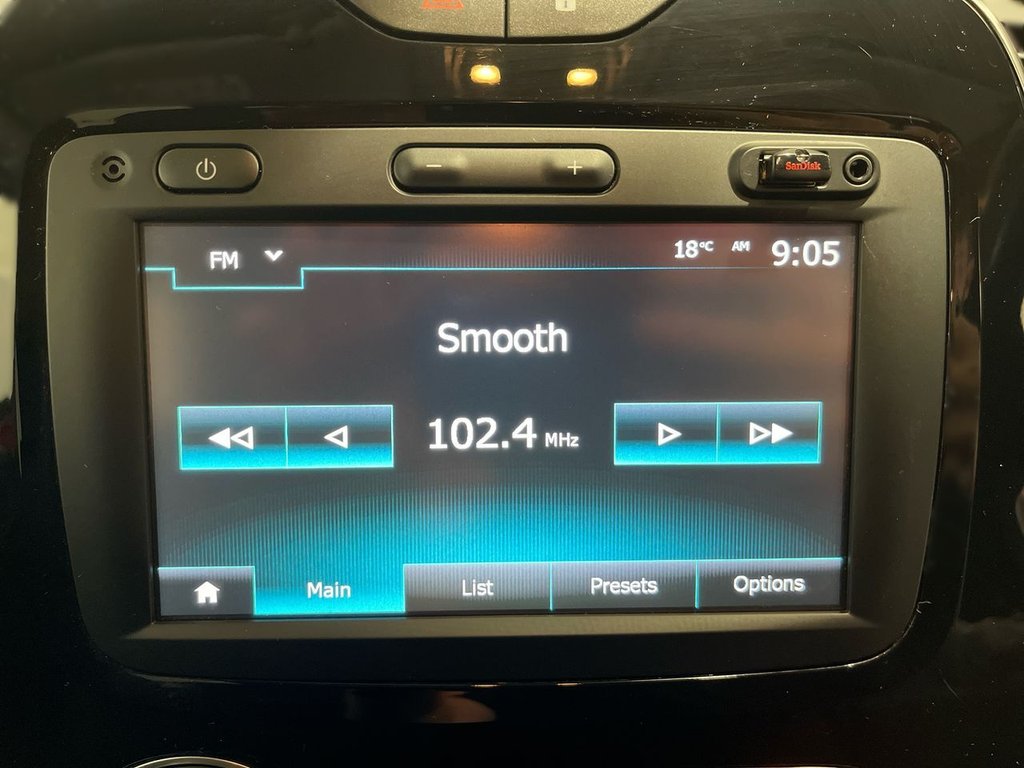 − +
SanDisk
FM 18°C AM 9:05
Smooth
102.4 MHz
Main List Presets Options